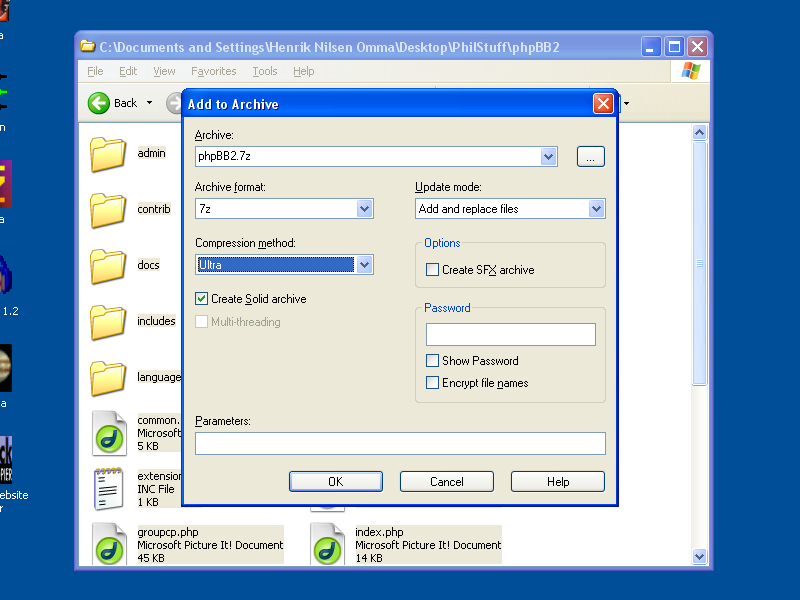 C:\Documents and Settings\Henrik Nilsen Omma\Desktop\PhilStuff\phpBB2
File Edit View Favorites Tools Help
Back
Add to Archive
Archive:
phpBB2.7z
...
Archive format:
7z
Update mode:
Add and replace files
Compression method:
Ultra
Options
Create SFX archive
Create Solid archive
Multi-threading
Password
Show Password
Encrypt file names
Parameters:
OK
Cancel
Help
admin
contrib
docs
includes
language
common.
Microsoft
5 KB
extension
INC File
1 KB
groupcp.php
Microsoft Picture It! Document
45 KB
index.php
Microsoft Picture It! Document
14 KB
a
n
a
1.2
a
ebsite
r